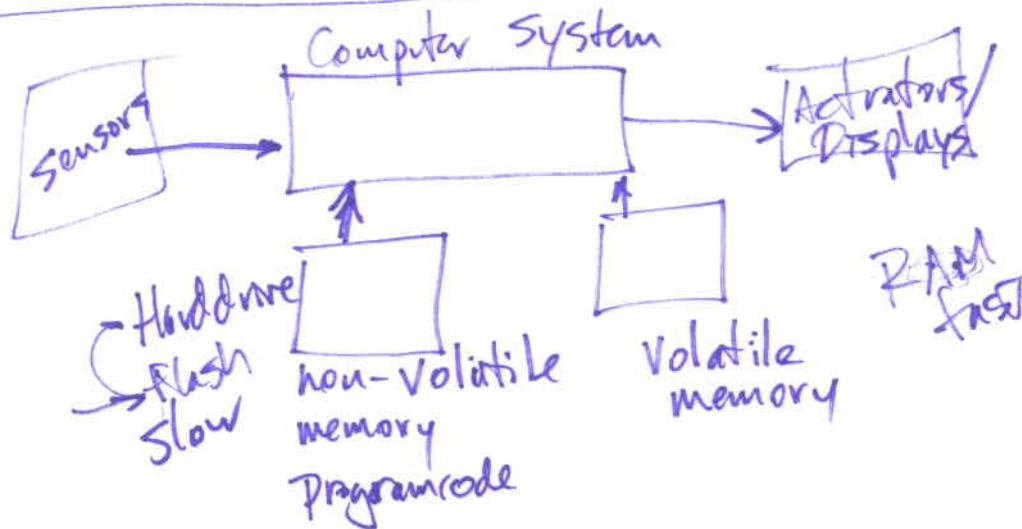 Computer System
Sensors
Actuators/
Displays
Harddrive
flash
slow
non-volatile
memory
Programcode
Volatile
memory
RAM
fast